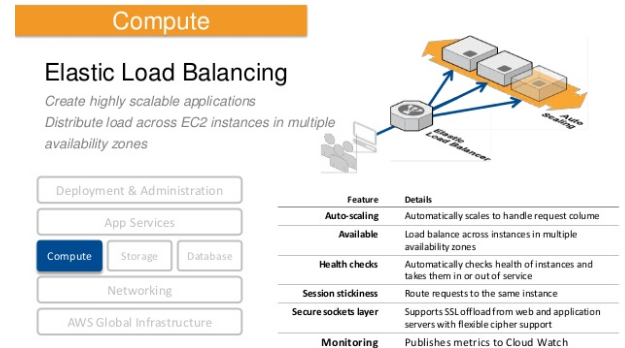 Compute
Elastic Load Balancing
Create highly scalable applications
Distribute load across EC2 instances in multiple
availability zones
Elastic
Load Balancer
Auto
Scaling
Deployment & Administration
App Services
Compute
Storage
Database
Networking
AWS Global Infrastructure
Feature Details
Auto-scaling Automatically scales to handle request colume
Available Load balance across instances in multiple
availability zones
Health checks Automatically checks health of instances and
takes them in or out of service
Session stickiness Route requests to the same instance
Secure sockets layer Supports SSL offload from web and application
servers with flexible cipher support
Monitoring Publishes metrics to Cloud Watch